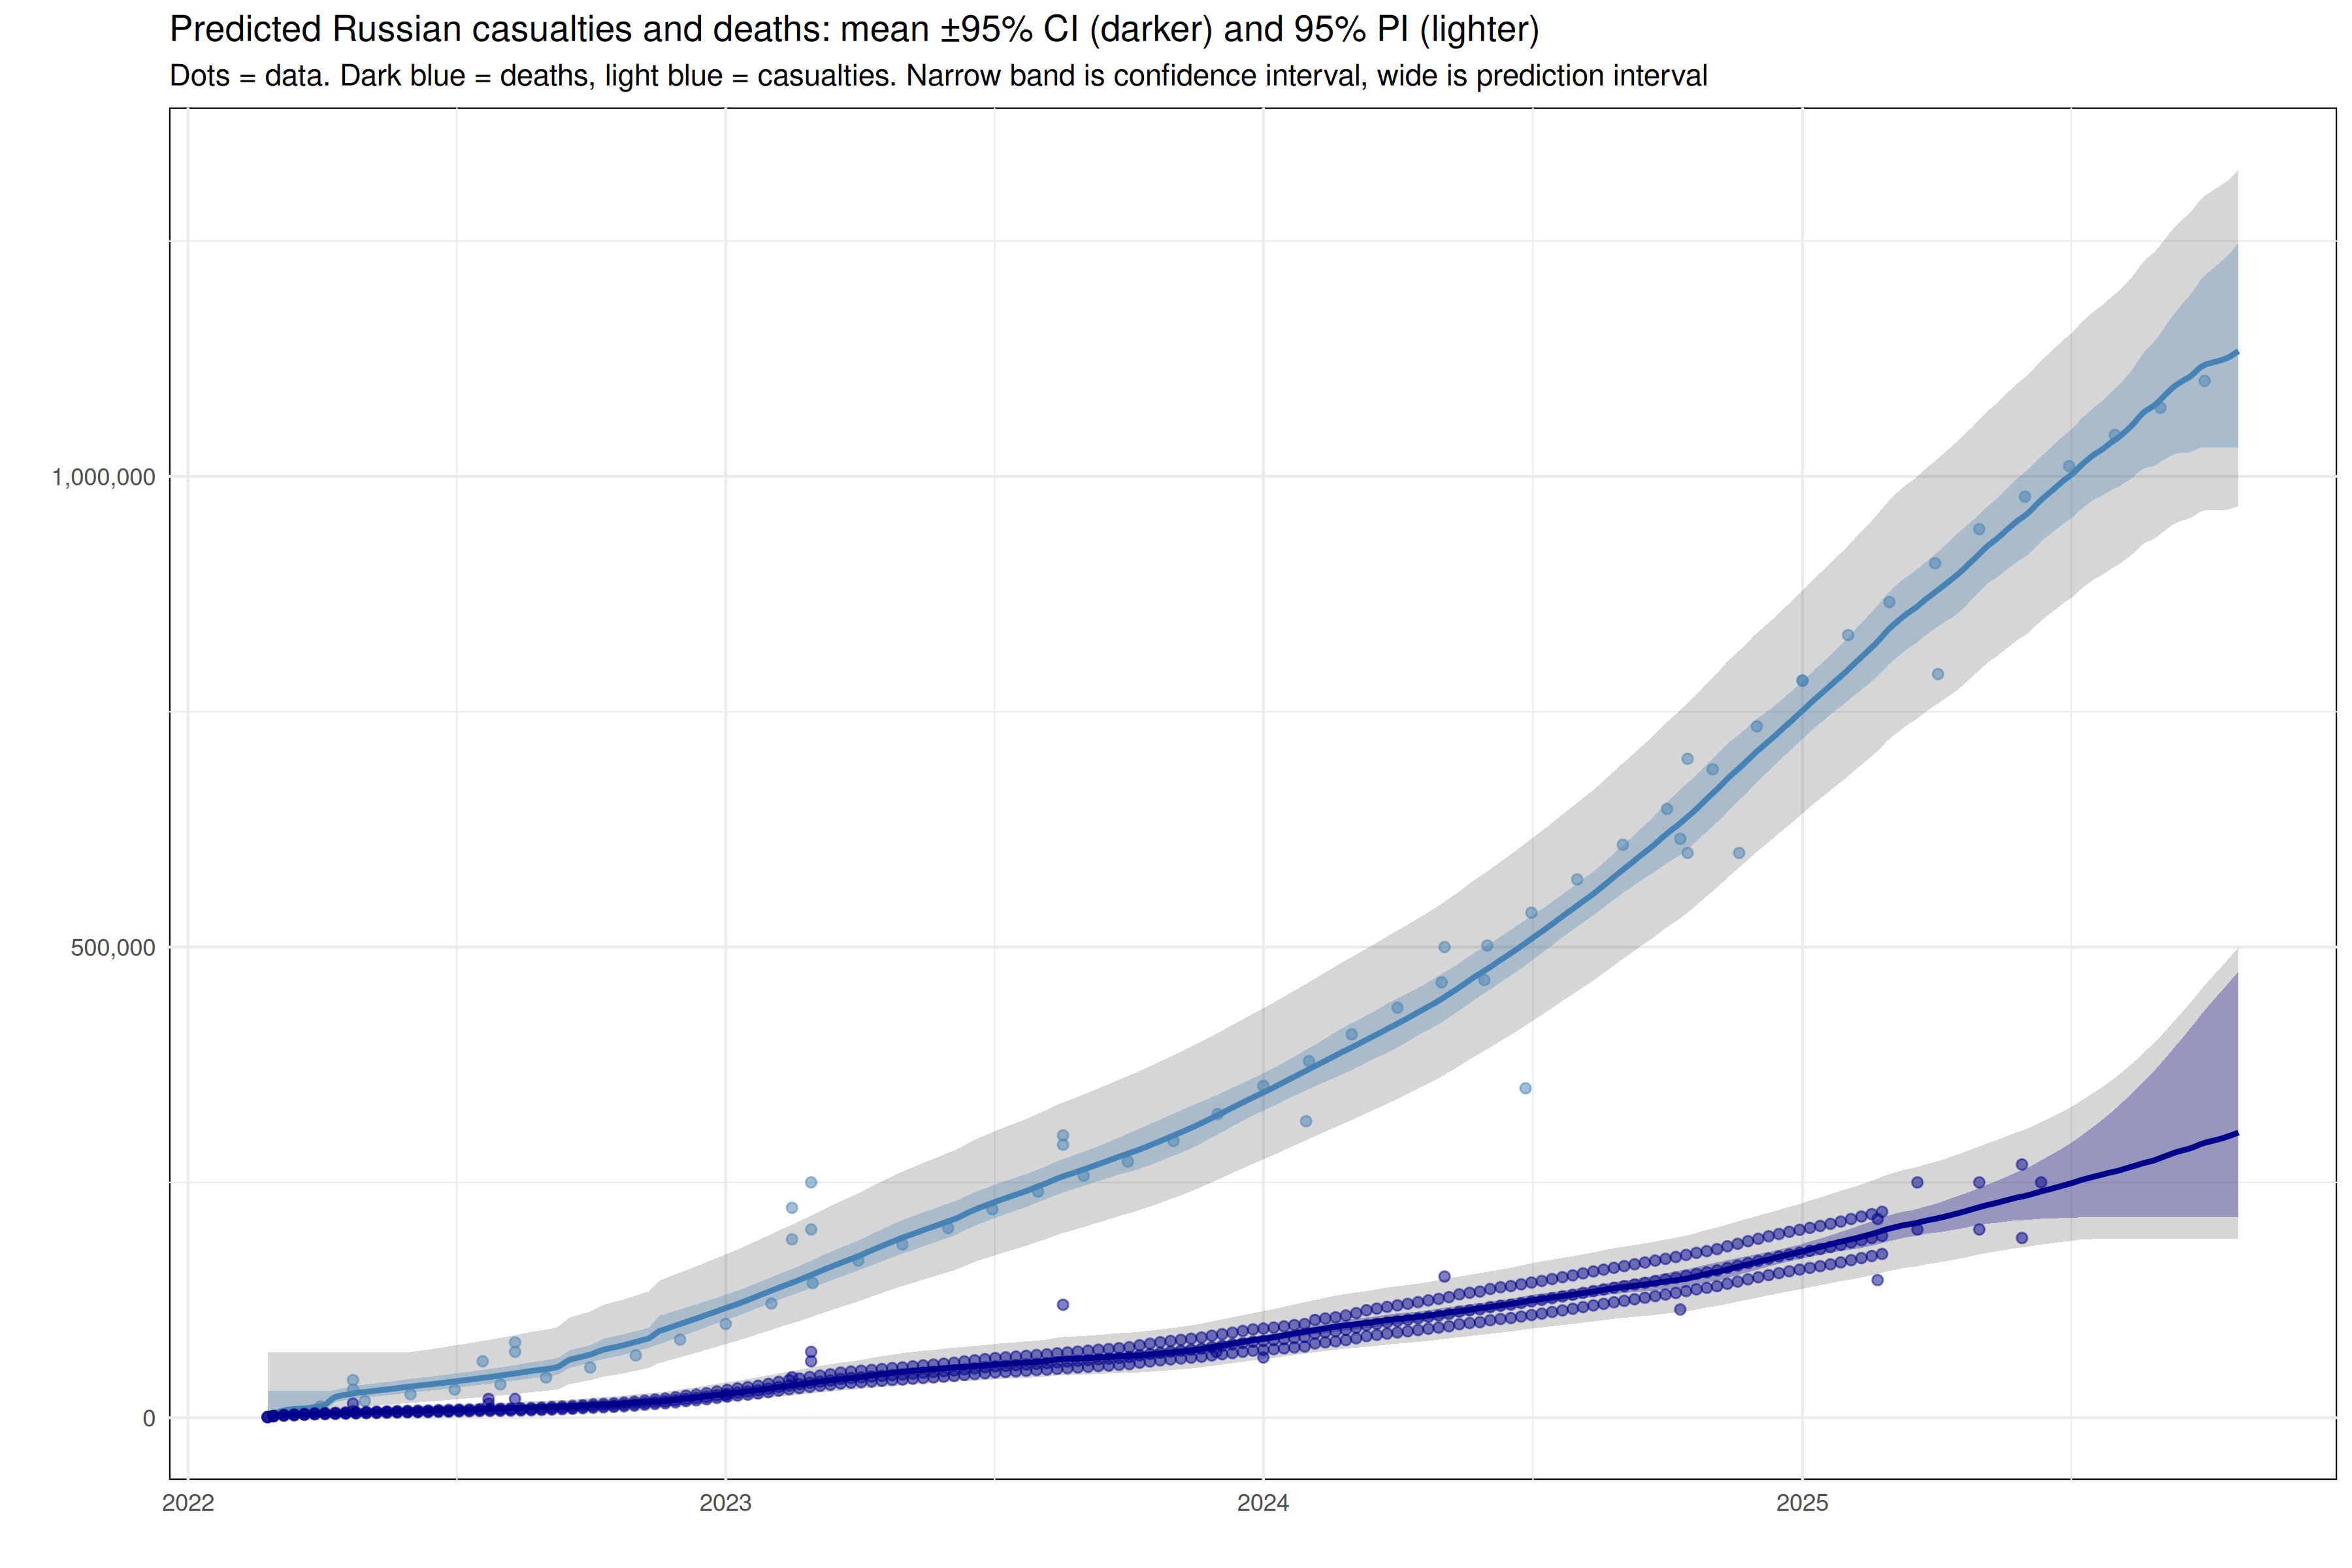 Predicted Russian casualties and deaths: mean ±95% CI (darker) and 95% PI (lighter)
Dots = data. Dark blue = deaths, light blue = casualties. Narrow band is confidence interval, wide is prediction interval
1,000,000
500,000
0
2022 2023 2024 2025